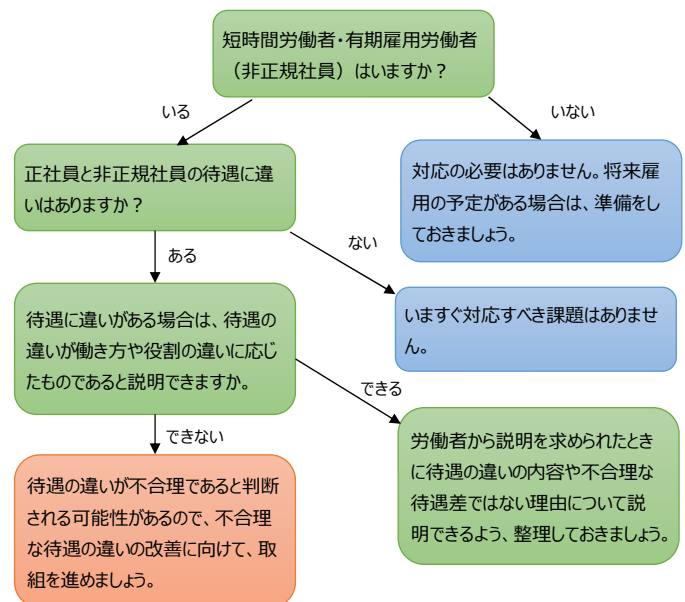 短時間労働者・有期雇用労働者
（非正規社員）はいますか？
いる
いない
正社員と非正規社員の待遇に違
いはありますか？
対応の必要はありません。将来雇
用の予定がある場合は、準備をし
ておきましょう。
ある
ない
待遇に違いがある場合は、待遇の
違いが働き方や役割の違いに応じ
たものであると説明できますか。
いますぐ対応すべき課題はありませ
ん。
できない
できる
待遇の違いが不合理であると判断
される可能性があるので、不合理
な待遇の違いの改善に向けて、取
組を進めましょう。
労働者から説明を求められたとき
に待遇の違いの内容や不合理な
待遇差ではない理由について説
明できるよう、整理しておきましょう。